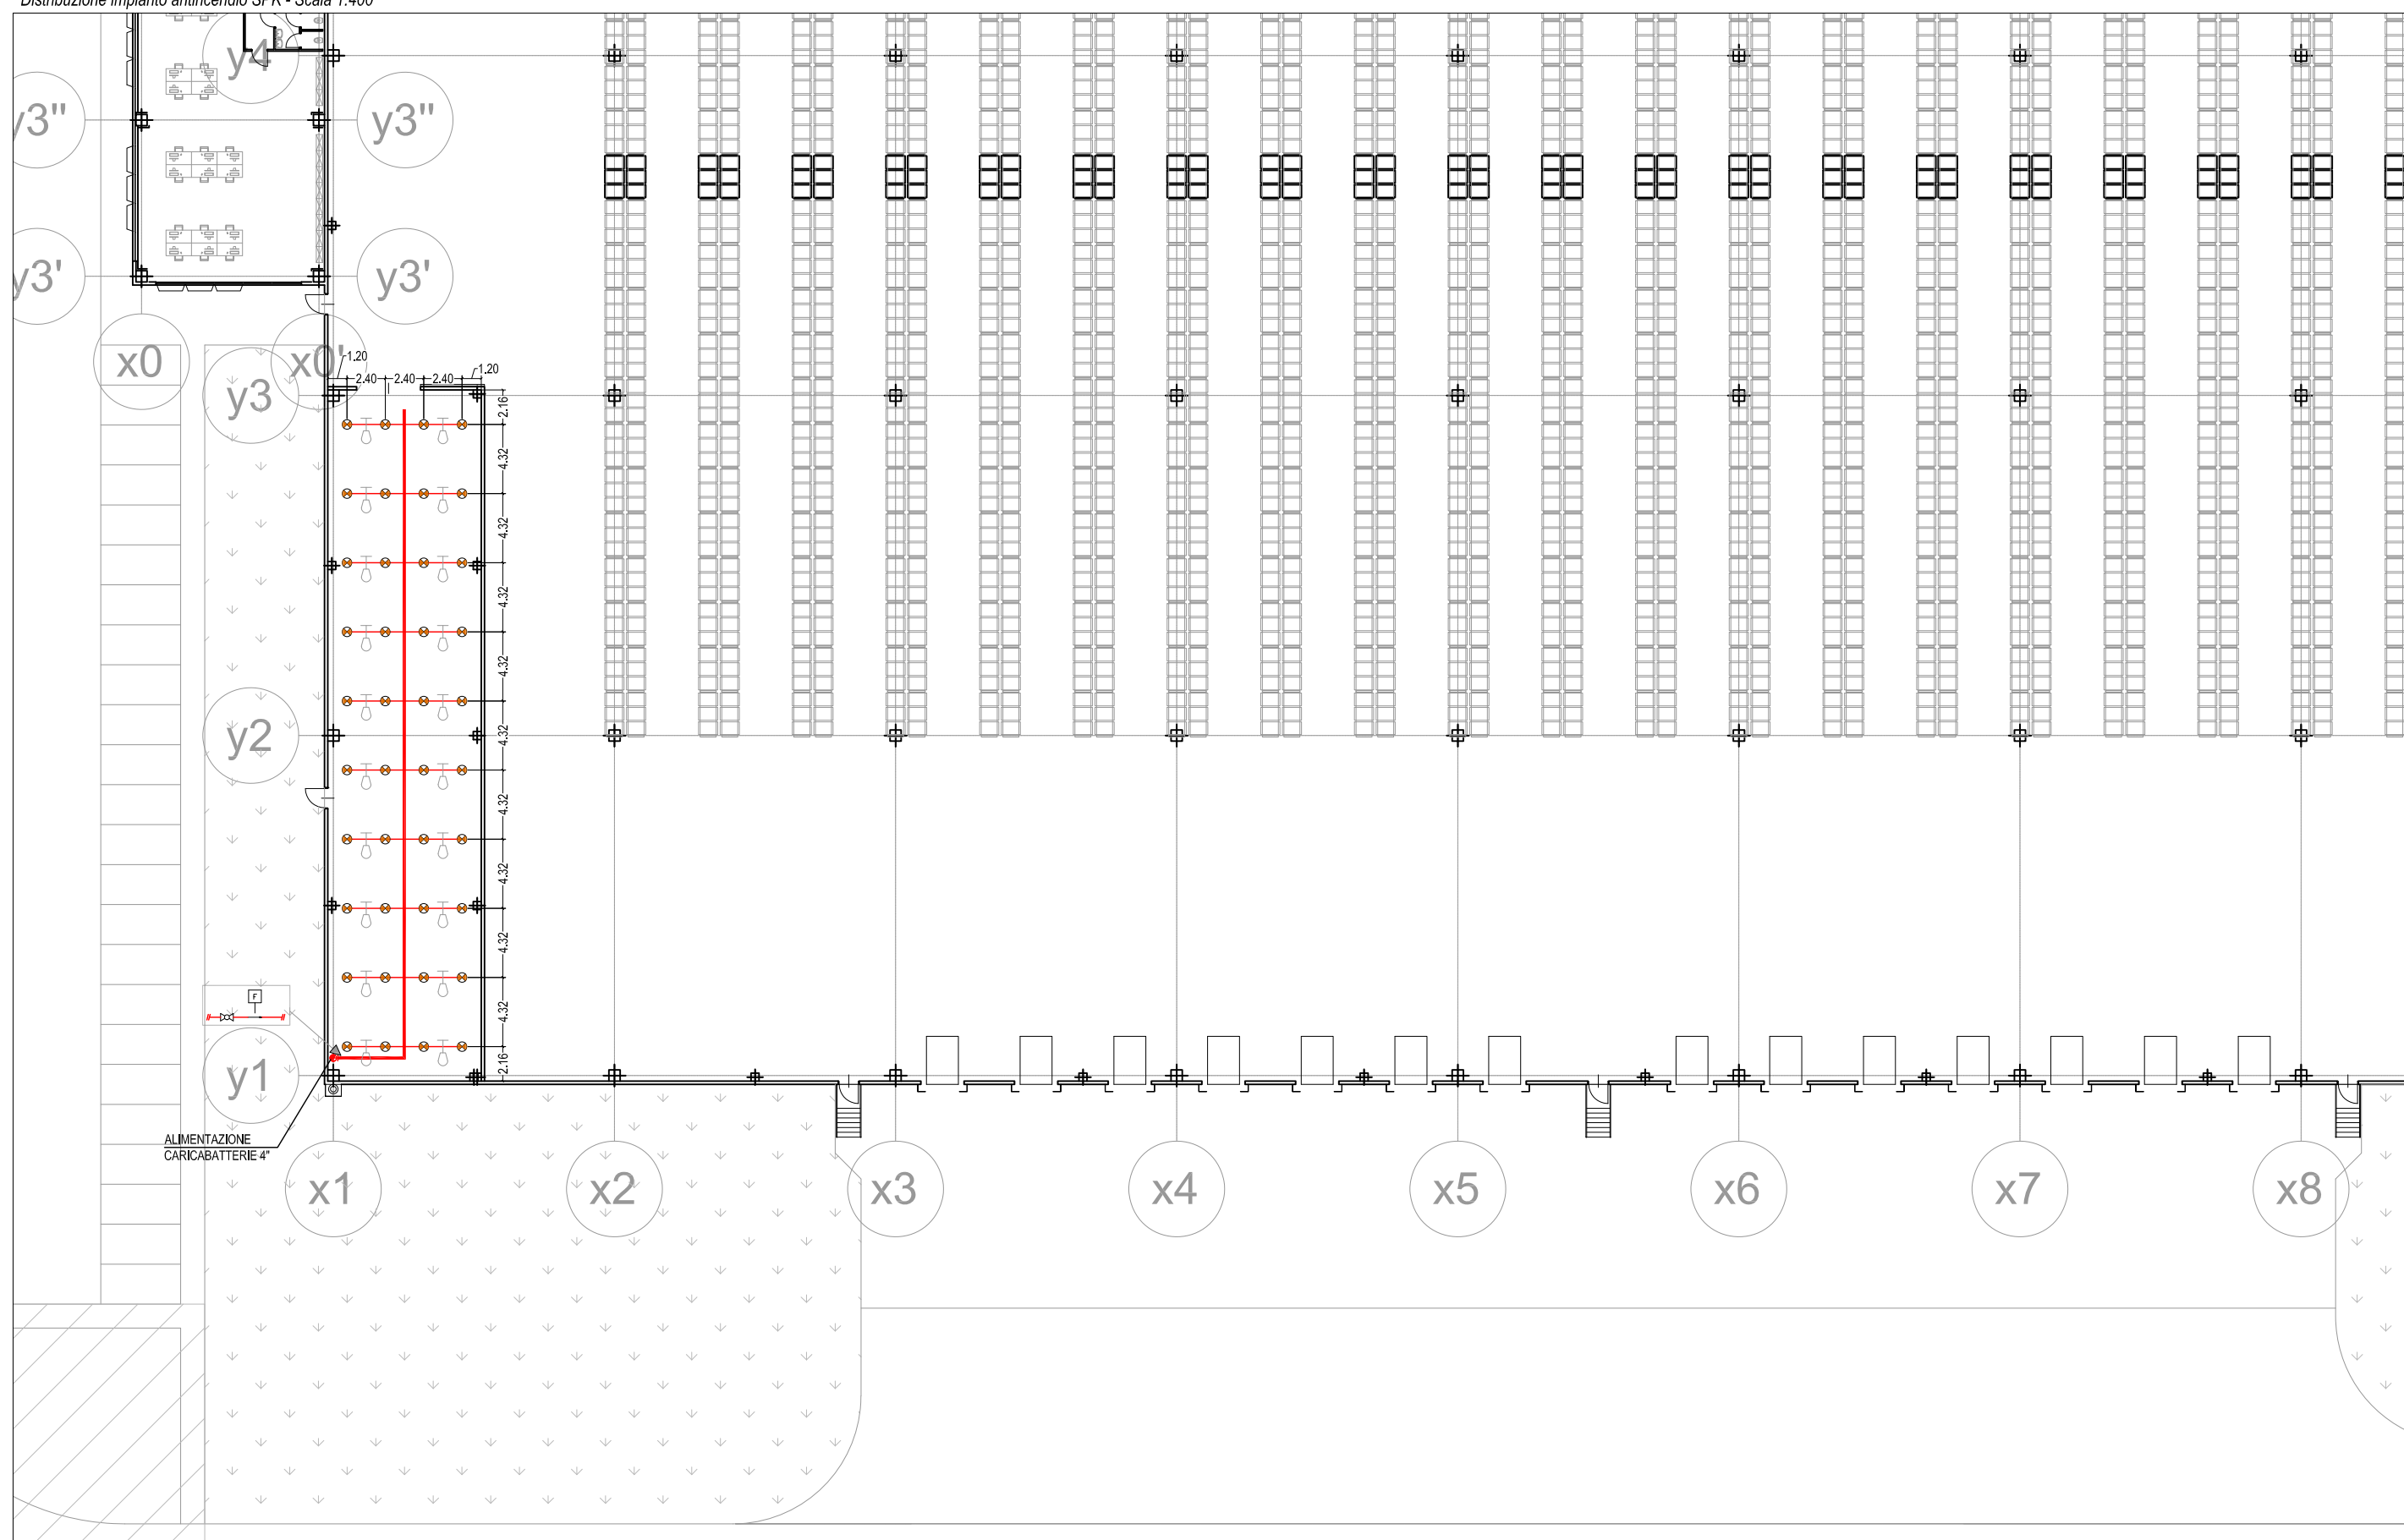 Distribuzione impianto antincendio SPK - Scala 1:400
y4
y3" y3"
y3' y3'
x0 x0'
1.20 2.40 2.40 2.40 1.20
y3
2.16
4.32
4.32
4.32
4.32
y2
4.32
4.32
4.32
4.32
4.32
F
2.16
y1
ALIMENTAZIONE
CARICABATTERIE 4"
x1 x2 x3 x4 x5 x6 x7 x8